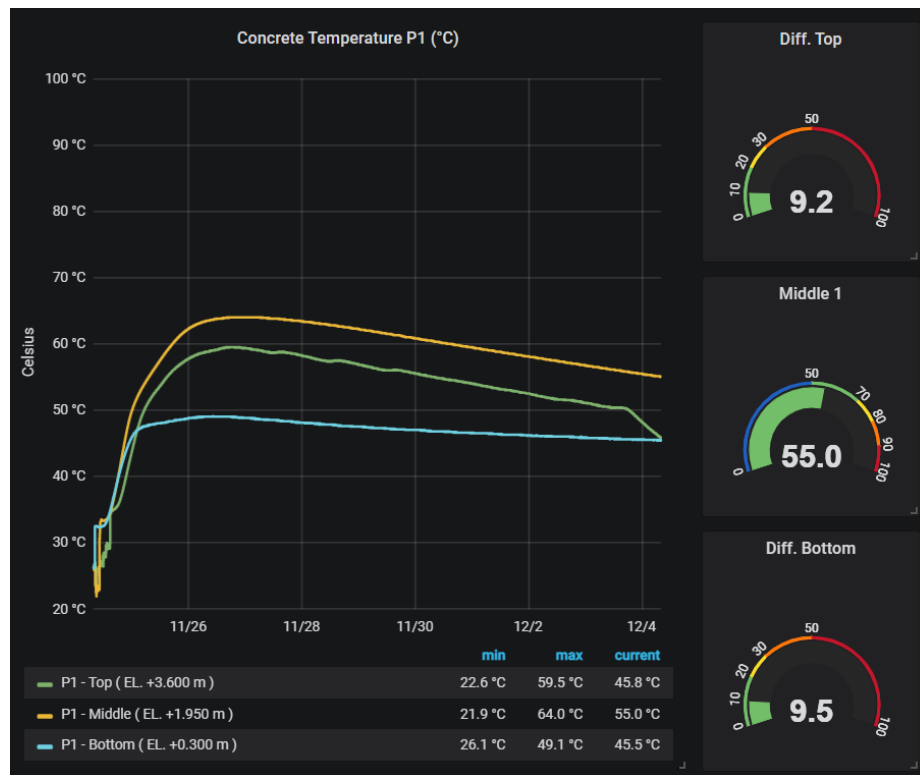 Concrete Temperature P1 (°C)
100 °C
90 °C
80 °C
70 °C
60 °C
50 °C
40 °C
30 °C
20 °C
Celsius
11/26 11/28 11/30 12/2 12/4
min max current
P1 - Top ( EL. +3.600 m ) 22.6 °C 59.5 °C 45.8 °C
P1 - Middle ( EL. +1.950 m ) 21.9 °C 64.0 °C 55.0 °C
P1 - Bottom ( EL. +0.300 m ) 26.1 °C 49.1 °C 45.5 °C
Diff. Top
0 10 20 30 50 100
9.2
Middle 1
0 50 70 80 90 100
55.0
Diff. Bottom
0 10 20 30 50 100
9.5